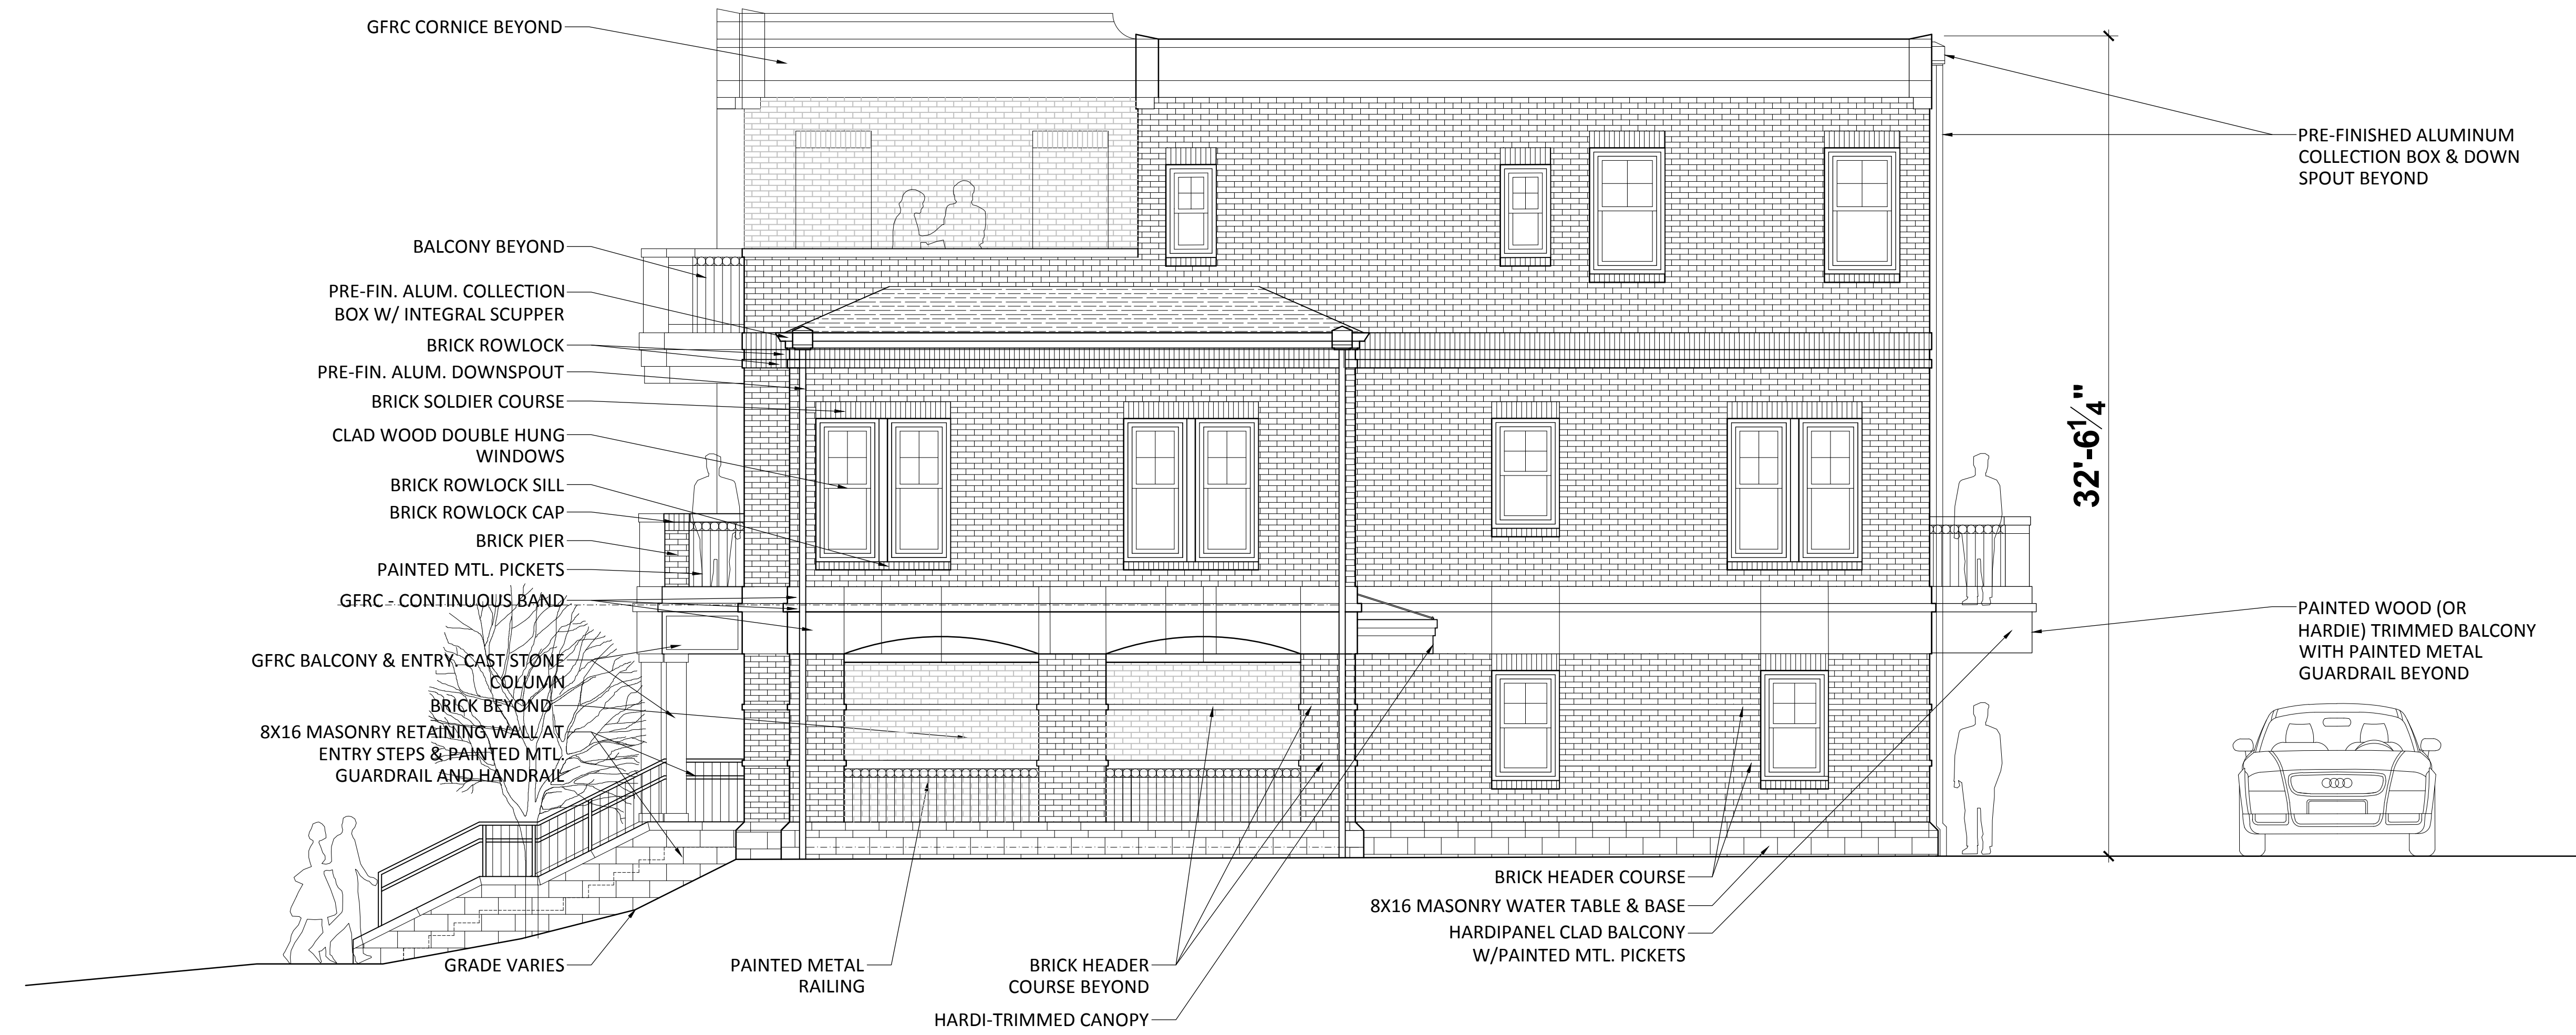 GFRC CORNICE BEYOND
BALCONY BEYOND
PRE-FIN. ALUM. COLLECTION
BOX W/ INTEGRAL SCUPPER
BRICK ROWLOCK
PRE-FIN. ALUM. DOWNSPOUT
BRICK SOLDIER COURSE
CLAD WOOD DOUBLE HUNG
WINDOWS
BRICK ROWLOCK SILL
BRICK ROWLOCK CAP
BRICK PIER
PAINTED MTL. PICKETS
GFRC - CONTINUOUS BAND
GFRC BALCONY & ENTRY. CAST STONE
COLUMN
BRICK BEYOND
8X16 MASONRY RETAINING WALL AT
ENTRY STEPS & PAINTED MTL.
GUARDRAIL AND HANDRAIL
GRADE VARIES
PAINTED METAL
RAILING
BRICK HEADER
COURSE BEYOND
HARDI-TRIMMED CANOPY
BRICK HEADER COURSE
8X16 MASONRY WATER TABLE & BASE
HARDIPANEL CLAD BALCONY
W/PAINTED MTL. PICKETS
32'-6¼"
PRE-FINISHED ALUMINUM
COLLECTION BOX & DOWN
SPOUT BEYOND
PAINTED WOOD (OR
HARDIE) TRIMMED BALCONY
WITH PAINTED METAL
GUARDRAIL BEYOND